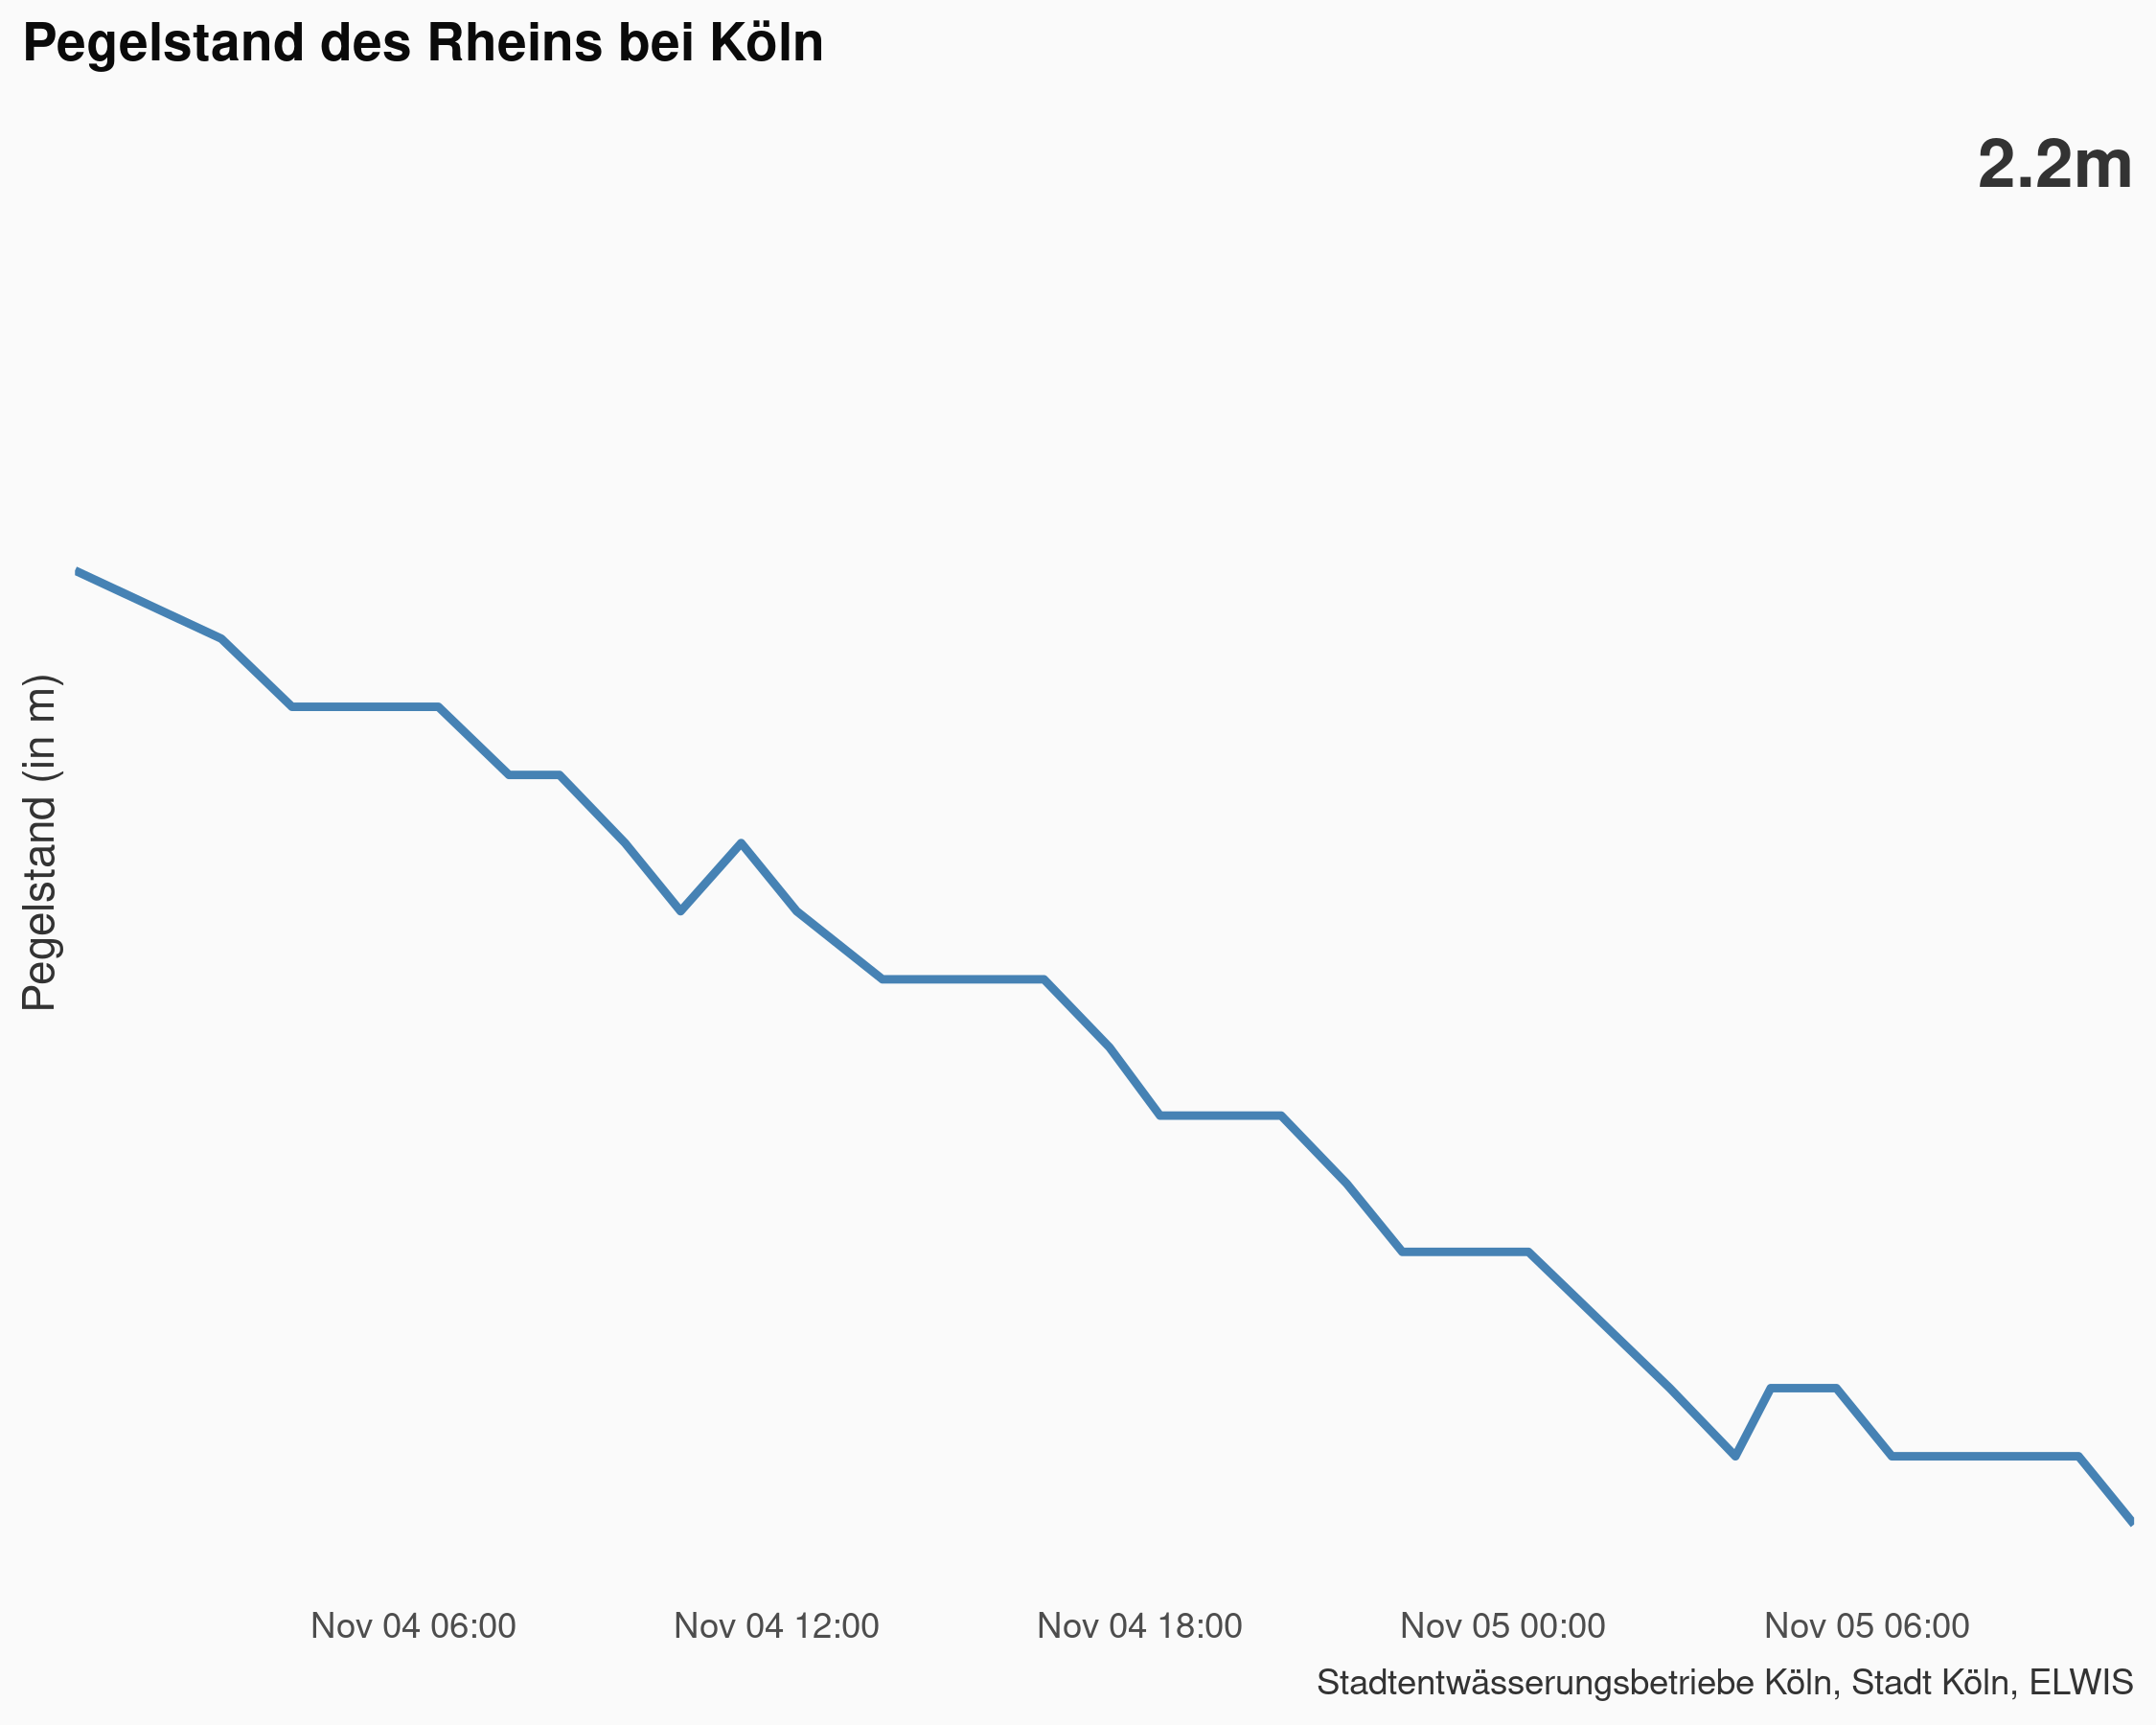 Pegelstand des Rheins bei Köln
2.2m
Pegelstand (in m)
Nov 04 06:00 Nov 04 12:00 Nov 04 18:00 Nov 05 00:00 Nov 05 06:00
Stadtentwässerungsbetriebe Köln, Stadt Köln, ELWIS